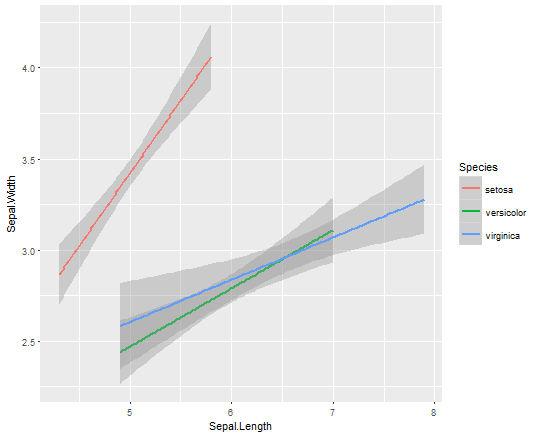 4.0
3.5
3.0
2.5
Sepal.Width
5
6
7
8
Sepal.Length
Species
setosa
versicolor
virginica